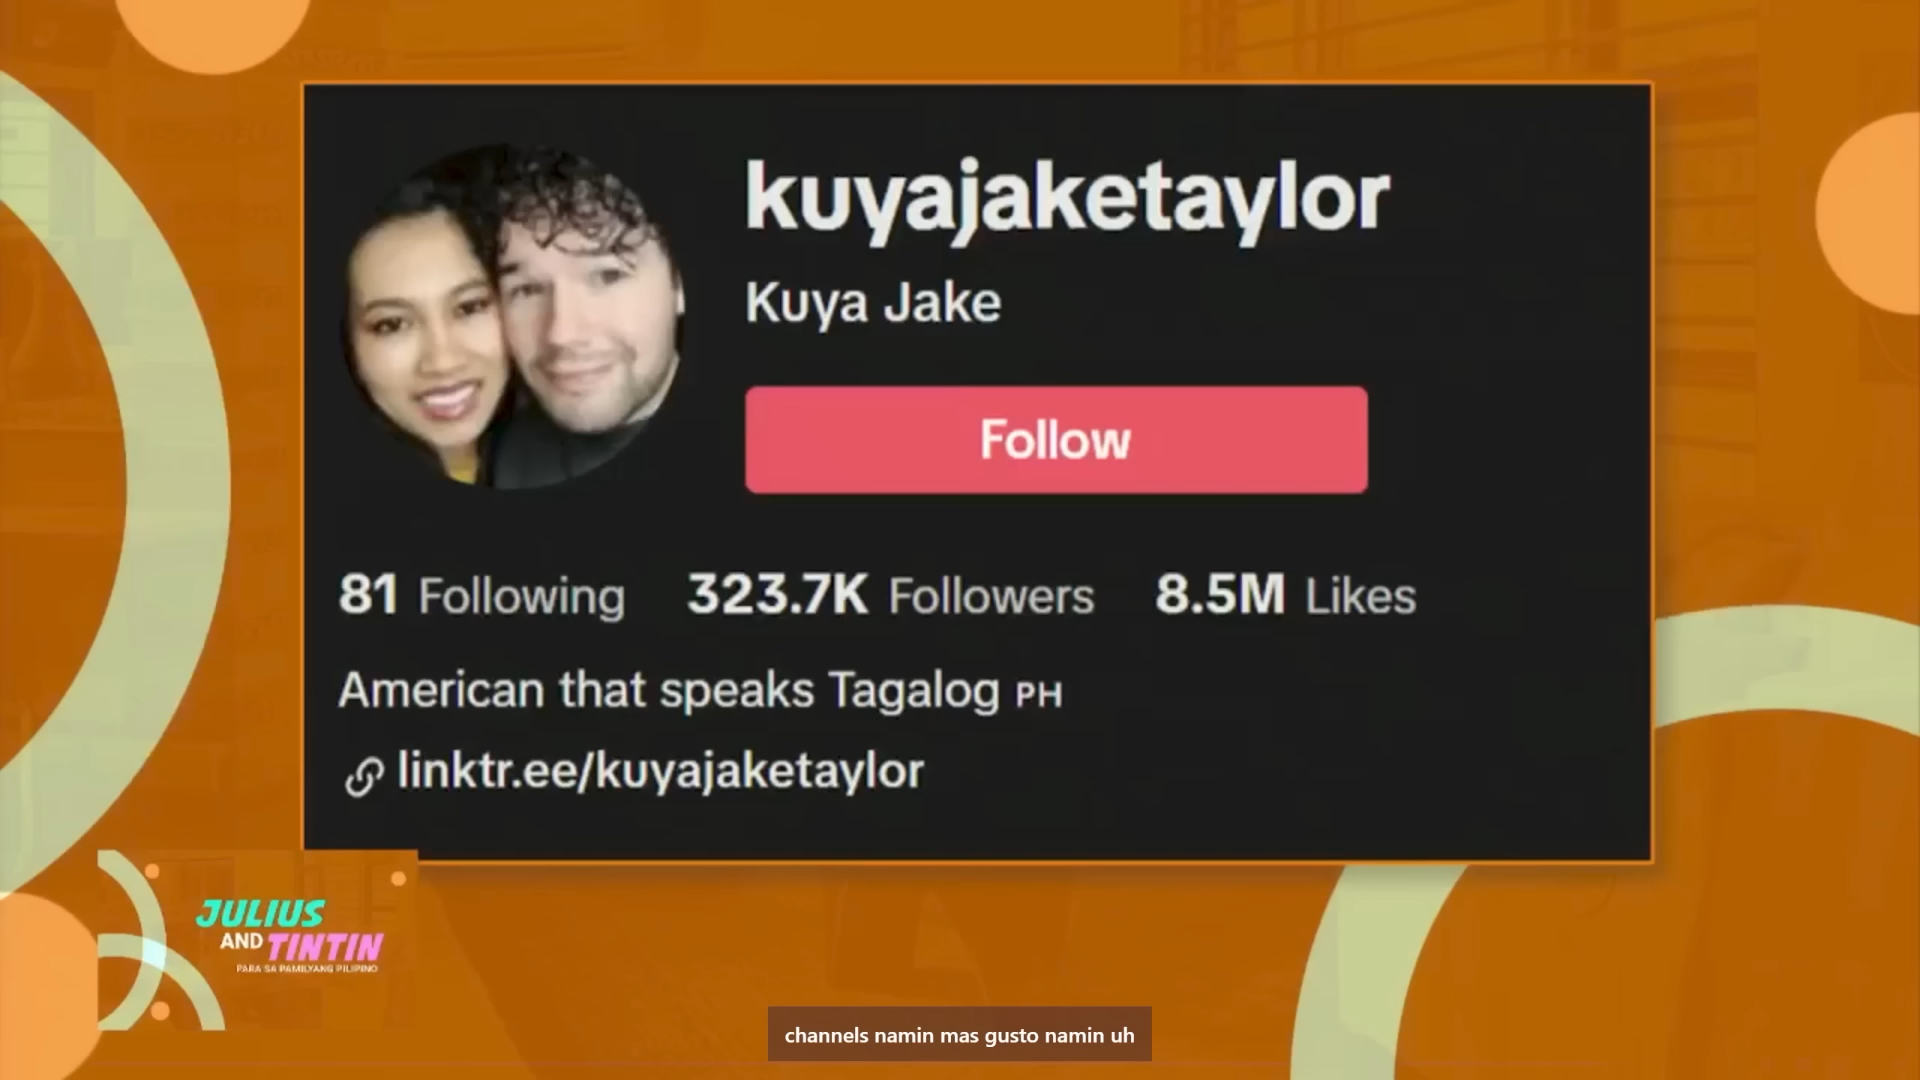 kuyajaketaylor
Kuya Jake
Follow
81 Following 323.7K Followers 8.5M Likes
American that speaks Tagalog PH
linktr.ee/kuyajaketaylor
JULIUS
AND TINTIN
PARA SA PAMILYANG PILIPINO
channels namin mas gusto namin uh